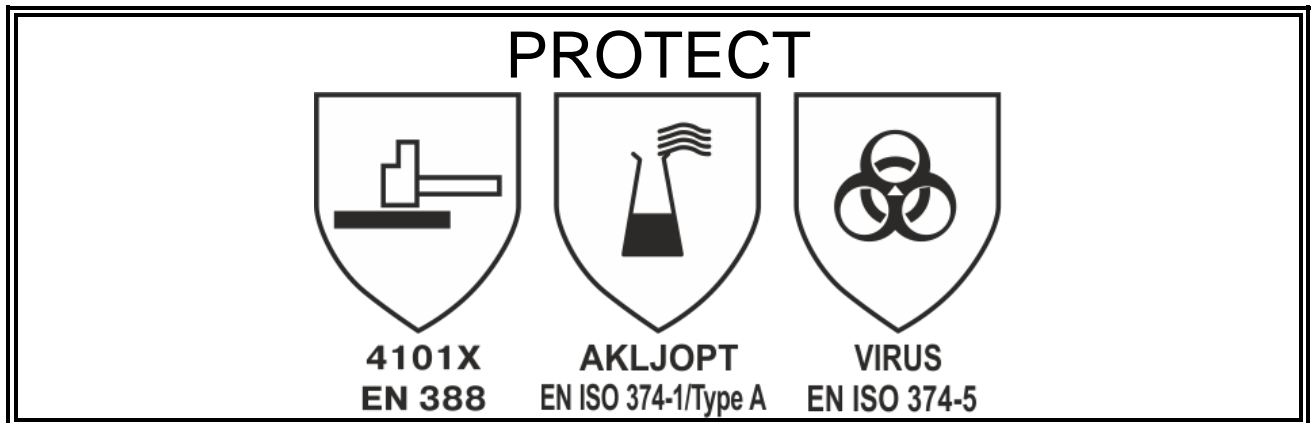 PROTECT
4101X AKLJOPT VIRUS
EN 388 EN ISO 374-1/Type A EN ISO 374-5